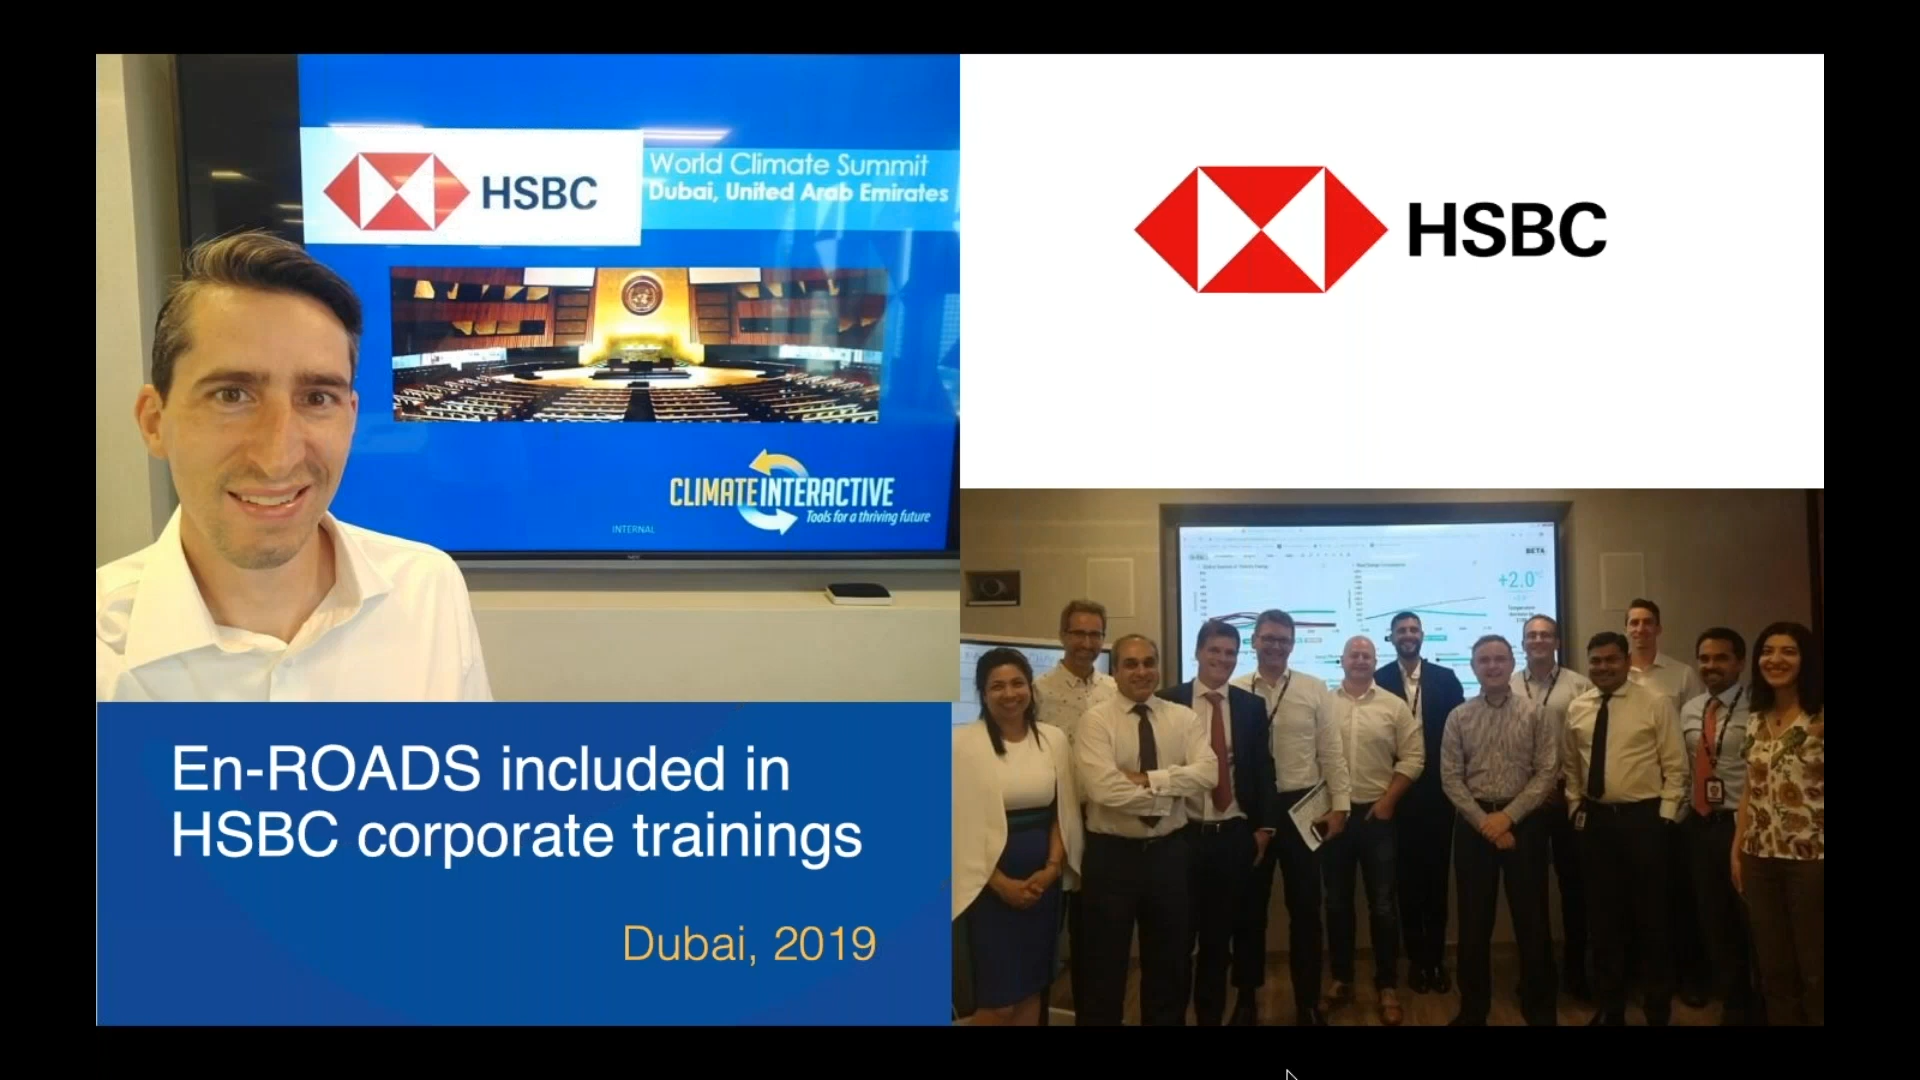 HSBC
World Climate Summit
Dubai, United Arab Emirates
CLIMATE INTERACTIVE
Tools for a thriving future
INTERNAL
HSBC
BETA
+2.0
En-ROADS included in
HSBC corporate trainings
Dubai, 2019